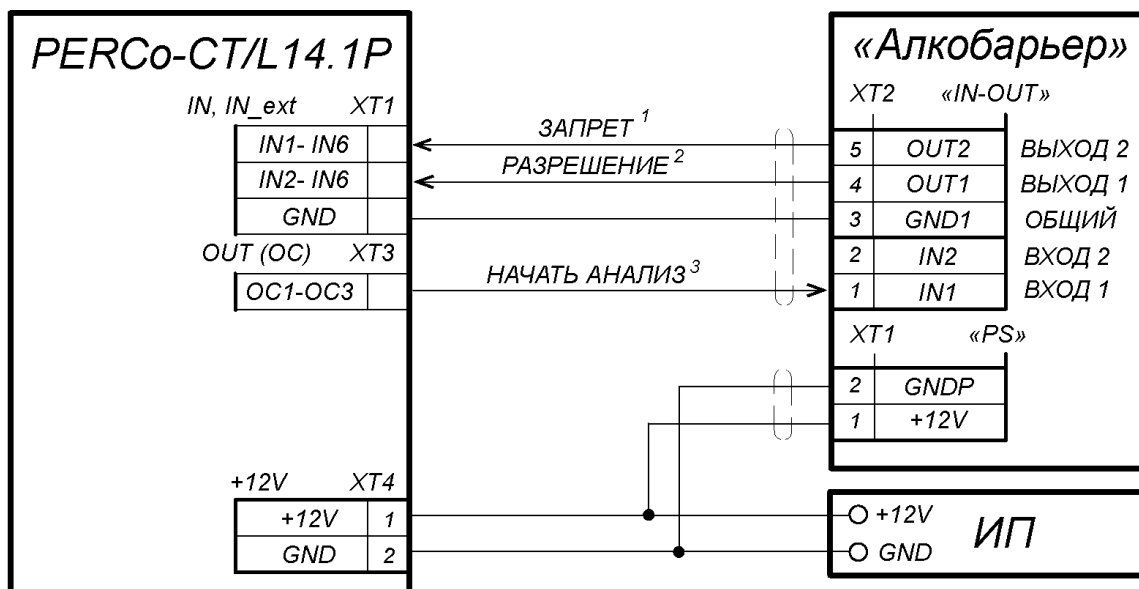 PERCo-CT/L14.1P
IN, IN_ext XT1
IN1- IN6
IN2- IN6
GND
OUT (OC) XT3
OC1-OC3
+12V XT4
+12V 1
GND 2
ЗАПРЕТ 1
РАЗРЕШЕНИЕ 2
НАЧАТЬ АНАЛИЗ 3
«Алкобарьер»
XT2 «IN-OUT»
5 OUT2 ВЫХОД 2
4 OUT1 ВЫХОД 1
3 GND1 ОБЩИЙ
2 IN2 ВХОД 2
1 IN1 ВХОД 1
XT1 «PS»
2 GNDP
1 +12V
+12V
GND
ИП